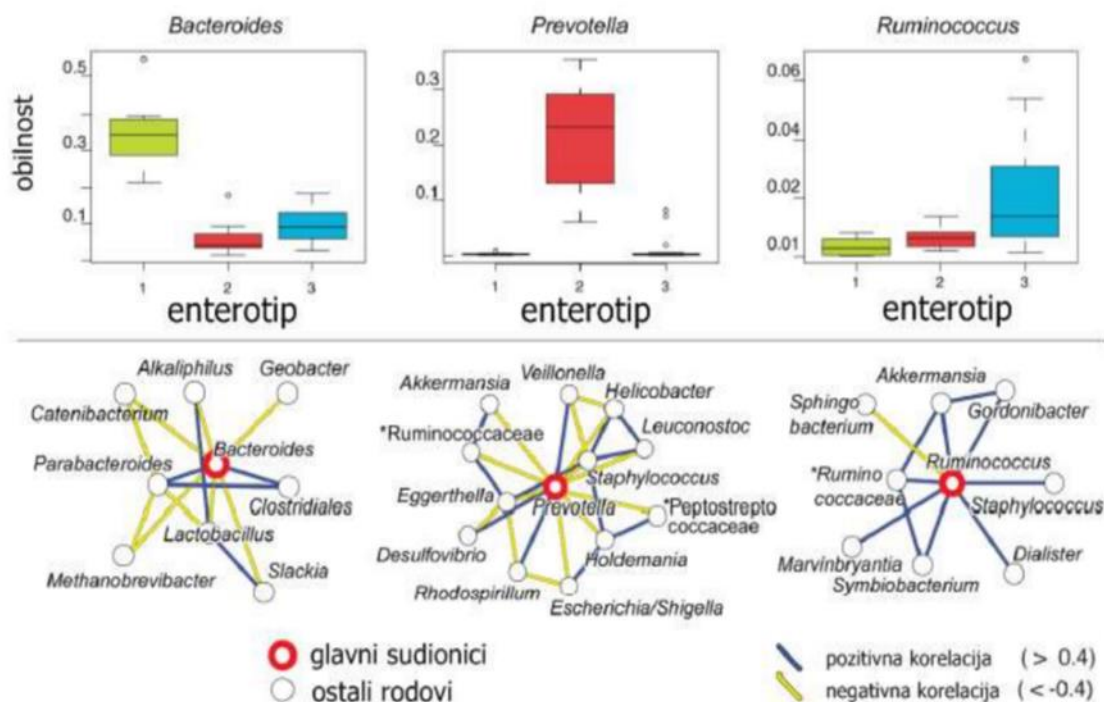 Bacteroides
Prevotella
Ruminococcus
obilnost
0.5
0.3
0.1
1
2
3
enterotip
0.3
0.2
0.1
1
2
3
enterotip
0.06
0.04
0.02
0.01
1
2
3
enterotip
Alkaliphilus
Geobacter
Catenibacterium
Bacteroides
Parabacteroides
Clostridiales
Lactobacillus
Methanobrevibacter
Slackia
Veillonella
Akkermansia
Helicobacter
*Ruminococcaceae
Leuconostoc
Staphylococcus
Eggerthella
Prevotella
*Peptostrepto
coccaceae
Desulfovibrio
Holdemania
Rhodospirillum
Escherichia/Shigella
Akkermansia
Sphingo
bacterium
Gordonibacter
Ruminococcus
*Rumino
coccaceae
Staphylococcus
Marvinbryantia
Dialister
Symbiobacterium
glavni sudionici
ostali rodovi
pozitivna korelacija (> 0.4)
negativna korelacija (<-0.4)